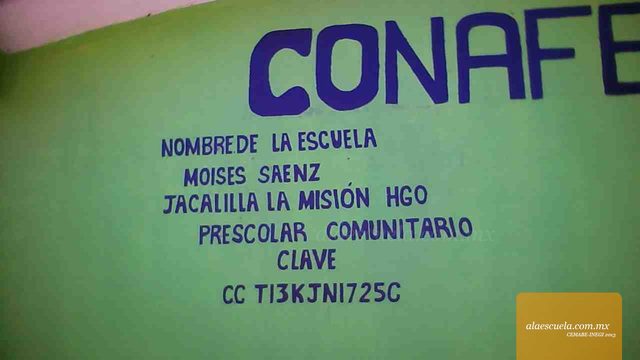 CONAFE
NOMBREDE LA ESCUELA
MOISES SAENZ
JACALILLA LA MISIÓN HGO
PRESCOLAR COMUNITARIO
CLAVE
CC T13KJN1725G
alaescuela.com.mx
CEMABE-INEGI 2013